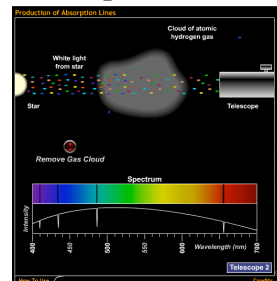 Production of Absorption Lines
Cloud of atomic
hydrogen gas
White light
from star
Star
Telescope
Remove Gas Cloud
Spectrum
Intensity
400
450
500
550
600
650
700
Wavelength (nm)
Telescope 2
How To Use
Credits